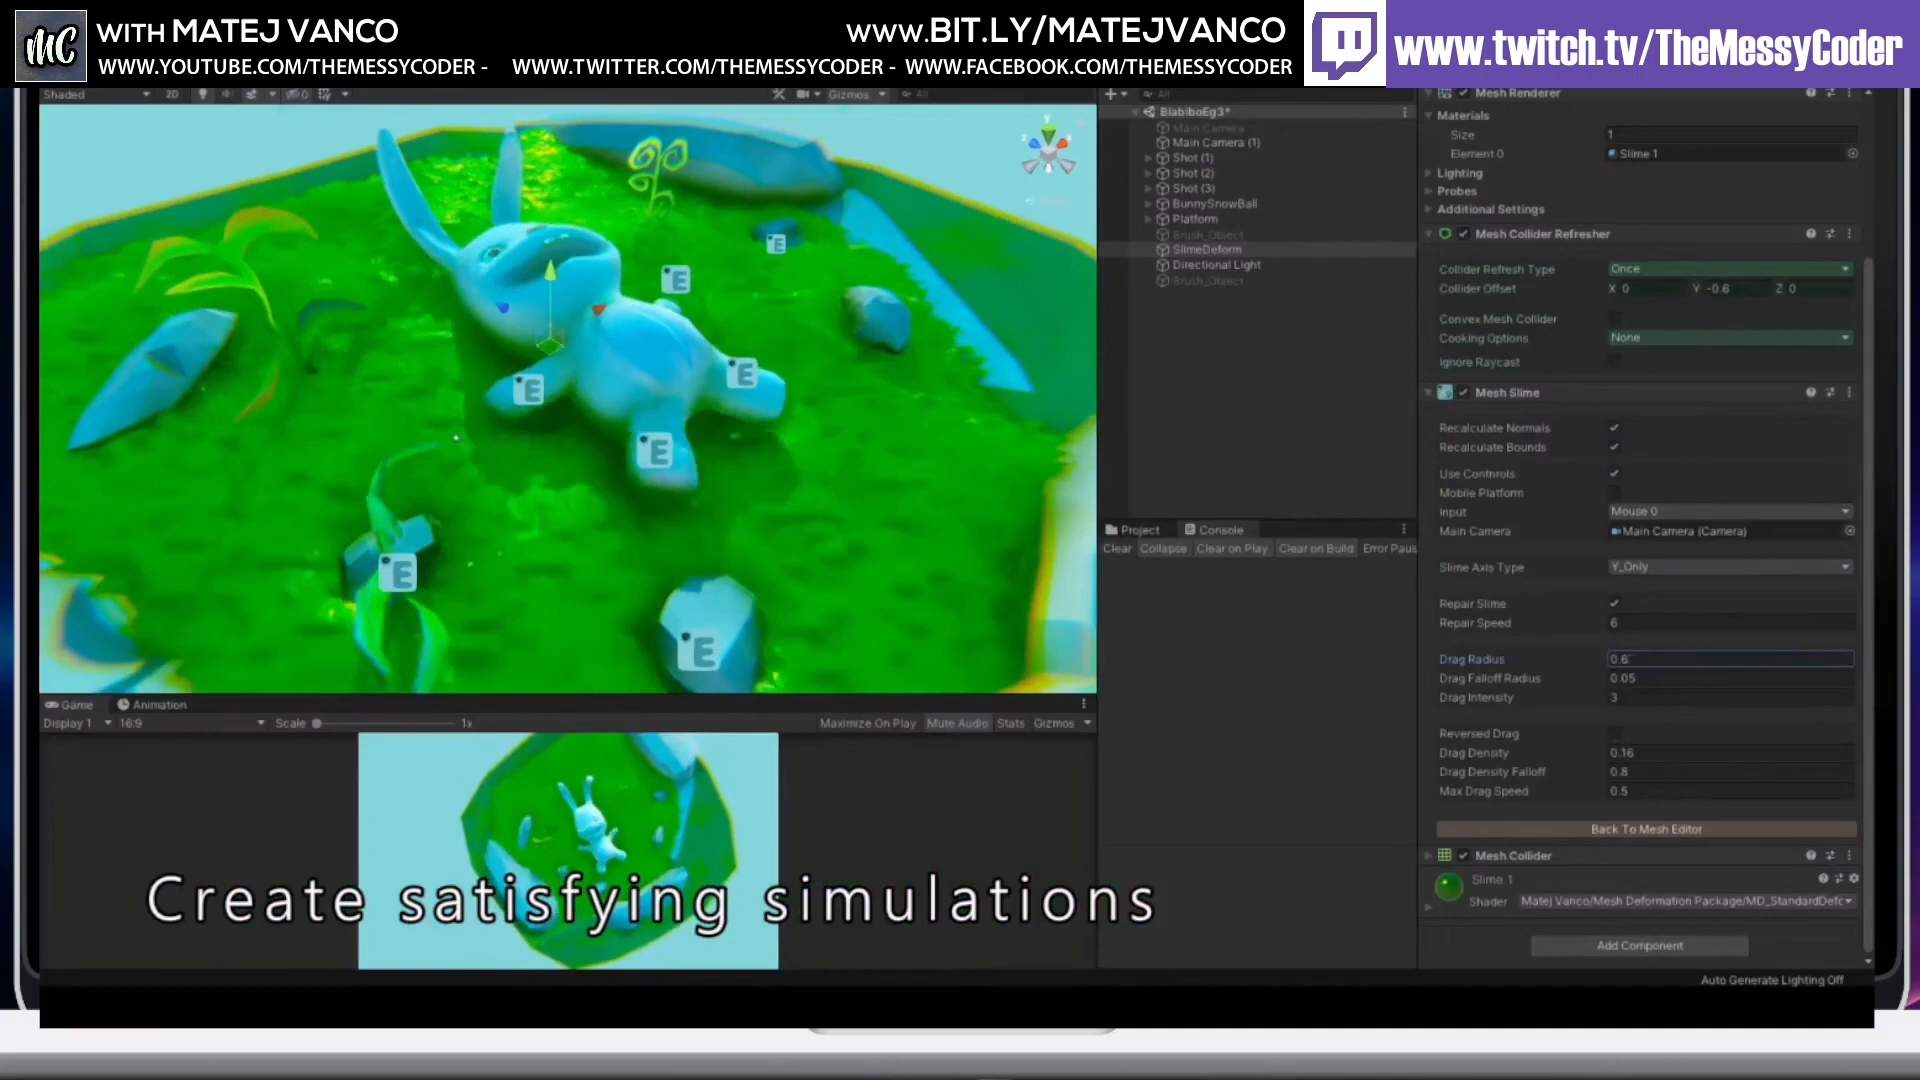 MC
WITH MATEJ VANCO
WWW.BIT.LY/MATEJVANCO
WWW.YOUTUBE.COM/THEMESSYCODER - WWW.TWITTER.COM/THEMESSYCODER - WWW.FACEBOOK.COM/THEMESSYCODER
www.twitch.tv/TheMessyCoder
Shaded
2D
Gizmos
All
All
BlabiboEg3*
Main Camera
Main Camera (1)
Shot (1)
Shot (2)
Shot (3)
BunnySnowBall
Platform
Brush_Object
SlimeDeform
Directional Light
Brush_Object
Mesh Renderer
Materials
Size 1
Element 0 Slime 1
Lighting
Probes
Additional Settings
Mesh Collider Refresher
Collider Refresh Type Once
Collider Offset X 0 Y -0.6 Z 0
Convex Mesh Collider
Cooking Options None
Ignore Raycast
Mesh Slime
Recalculate Normals
Recalculate Bounds
Use Controls
Mobile Platform
Input Mouse 0
Main Camera Main Camera (Camera)
Slime Axis Type Y_Only
Repair Slime
Repair Speed 6
Drag Radius 0.6
Drag Falloff Radius 0.05
Drag Intensity 3
Reversed Drag
Drag Density 0.16
Drag Density Falloff 0.8
Max Drag Speed 0.5
Back To Mesh Editor
Mesh Collider
Slime 1
Shader Matej Vanco/Mesh Deformation Package/MD_StandardDefc
Add Component
Auto Generate Lighting Off
Project Console
Clear Collapse Clear on Play Clear on Build Error Paus
E
E
E
E
E
E
E
Game Animation
Display 1 16:9 Scale 1x Maximize On Play Mute Audio Stats Gizmos
Create satisfying simulations